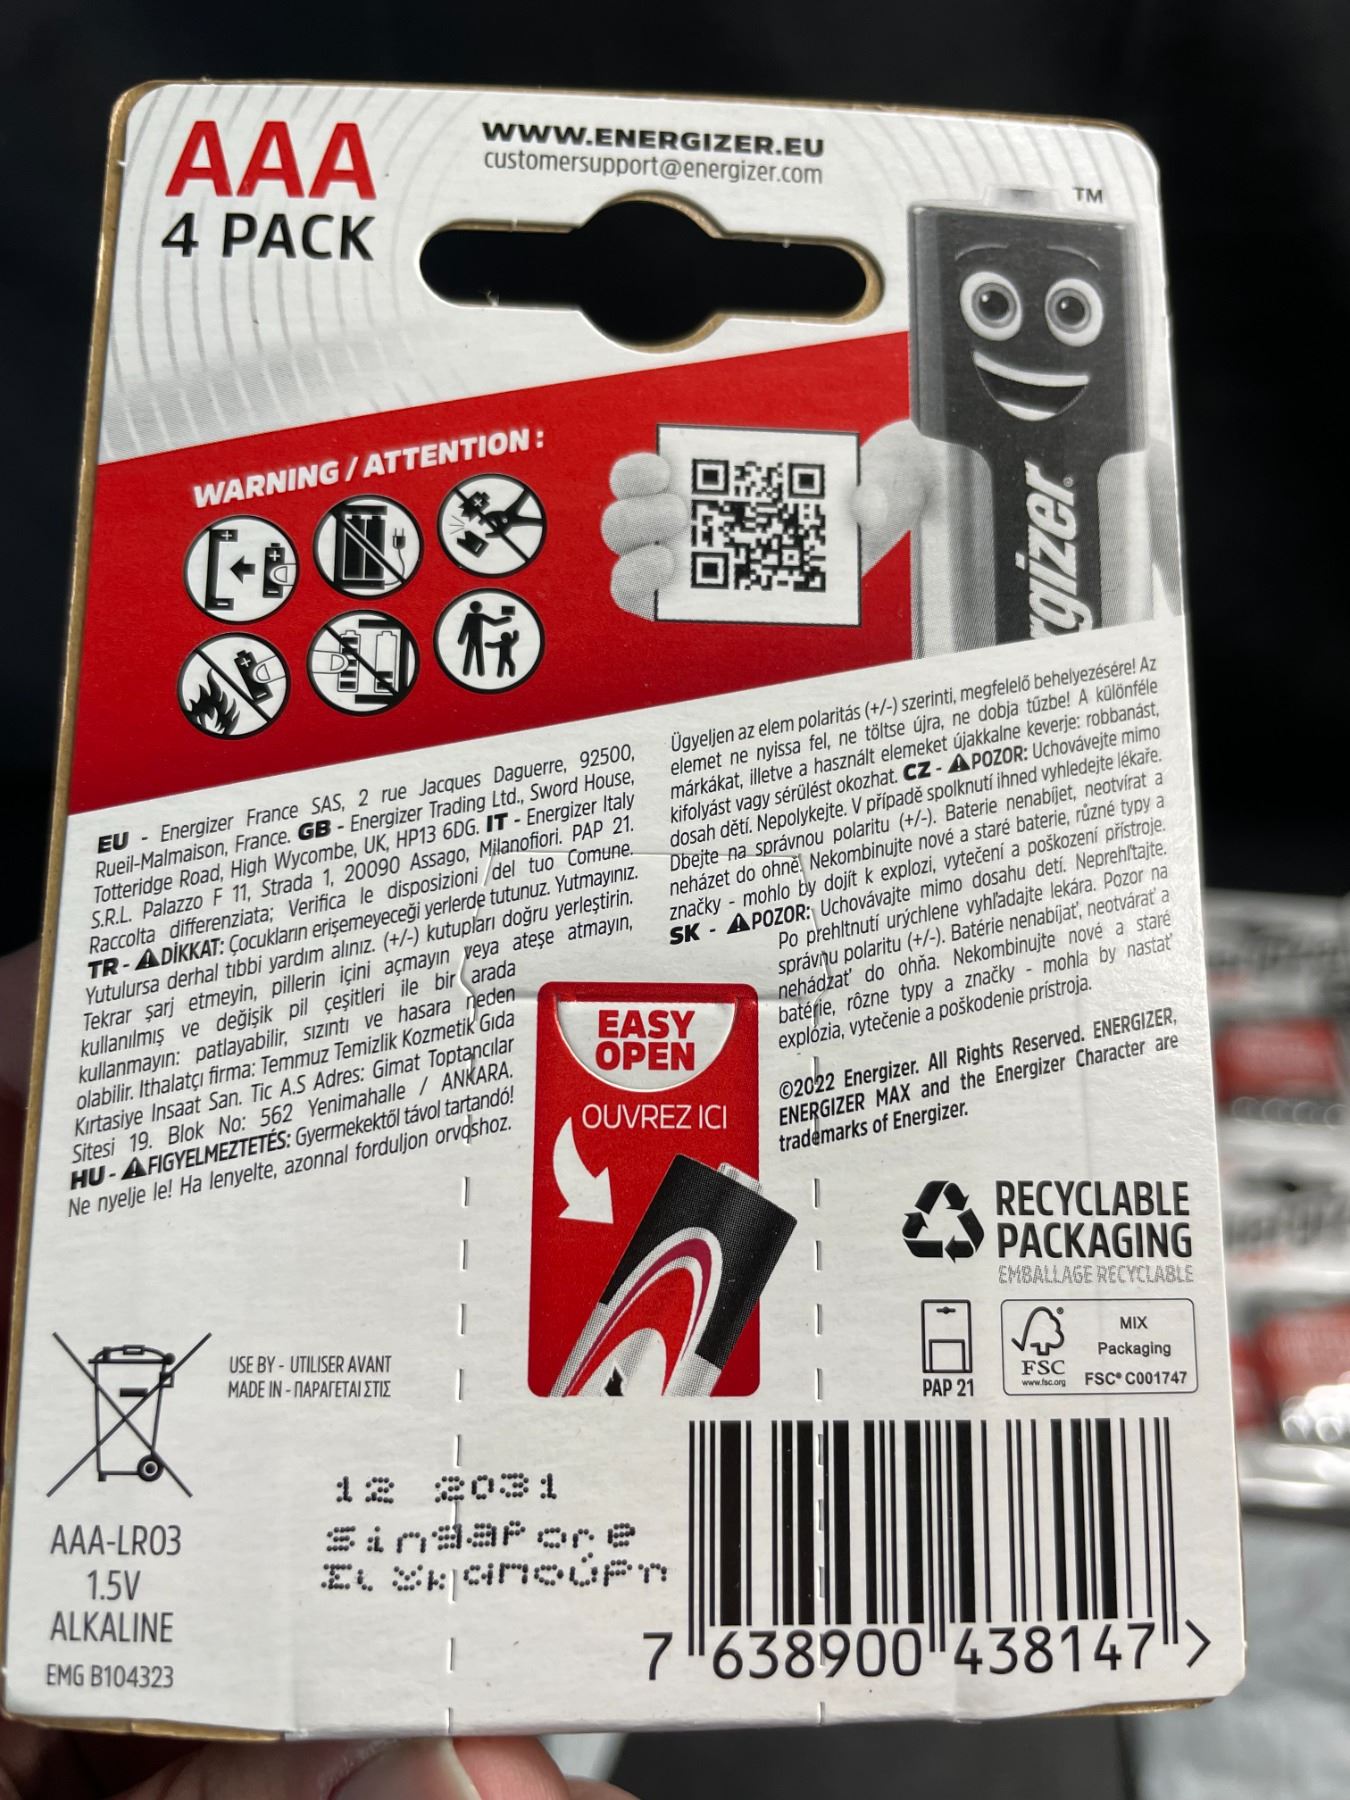 AAA
4 PACK
WWW.ENERGIZER.EU
customersupport@energizer.com
TM
rgizer®
WARNING / ATTENTION :
EU - Energizer France SAS, 2 rue Jacques Daguerre, 92500,
Rueil-Malmaison, France. GB - Energizer Trading Ltd., Sword House,
Totteridge Road, High Wycombe, UK, HP13 6DG. IT - Energizer Italy
S.R.L. Palazzo F 11, Strada 1, 20090 Assago, Milanofiori. PAP 21.
Raccolta differenziata; Verifica le disposizioni del tuo Comune.
TR - ⚠DİKKAT: Çocukların erişemeyeceği yerlerde tutunuz. Yutmayınız.
Yutulursa derhal tıbbi yardım alınız. (+/-) kutupları doğru yerleştirin.
Tekrar şarj etmeyin, pillerin içini açmayın veya ateşe atmayın,
kullanılmış ve değişik pil çeşitleri ile bir arada
kullanmayın: patlayabilir, sızıntı ve hasara neden
olabilir. Ithalatçı firma: Temmuz Temizlik Kozmetik Gıda
Kırtasiye Insaat San. Tic A.S Adres: Gimat Toptancılar
Sitesi 19. Blok No: 562 Yenimahalle / ANKARA.
HU - ⚠FIGYELMEZTETÉS: Gyermekektől távol tartandó!
Ne nyelje le! Ha lenyelte, azonnal forduljon orvoshoz.
Ügyeljen az elem polaritás (+/-) szerinti, megfelelő behelyezésére! Az
elemet ne nyissa fel, ne töltse újra, ne dobja tűzbe! A különféle
márkákat, illetve a használt elemeket újakkalne keverje: robbanást,
kifolyást vagy sérülést okozhat. CZ - ⚠POZOR: Uchovávejte mimo
dosah dětí. Nepolykejte. V případě spolknutí ihned vyhledejte lékaře.
Dbejte na správnou polaritu (+/-). Baterie nenabíjet, neotvírat a
neházet do ohně! Nekombinujte nové a staré baterie, různé typy a
značky - mohlo by dojít k explozi, vytečení a poškození přístroje.
SK - ⚠POZOR: Uchovávajte mimo dosahu detí. Neprehľtajte.
Po prehltnutí urýchlene vyhľadajte lekára. Pozor na
správnu polaritu (+/-). Batérie nenabíjať, neotvárať a
nehádzať do ohňa. Nekombinujte nové a staré
batérie, rôzne typy a značky - mohla by nastať
explózia, vytečenie a poškodenie prístroja.
©2022 Energizer. All Rights Reserved. ENERGIZER,
ENERGIZER MAX and the Energizer Character are
trademarks of Energizer.
EASY
OPEN
OUVREZ ICI
RECYCLABLE
PACKAGING
EMBALLAGE RECYCLABLE
PAP 21
FSC®
www.fsc.org
MIX
Packaging
FSC® C001747
USE BY - UTILISER AVANT
MADE IN - ΠΑΡΑΓΕΤΑΙ ΣΤΙΣ
12 2031
Singapore
Σιγκαπούρη
AAA-LR03
1.5V
ALKALINE
EMG B104323
7 638900 438147 >